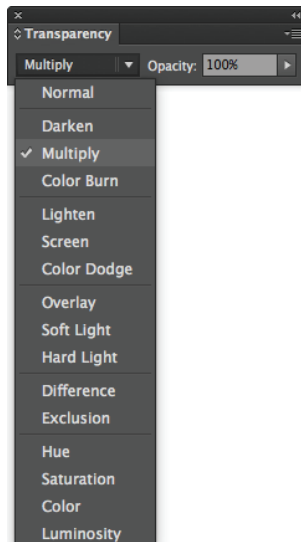 Transparency
Multiply Opacity: 100%
Normal
Darken
Multiply
Color Burn
Lighten
Screen
Color Dodge
Overlay
Soft Light
Hard Light
Difference
Exclusion
Hue
Saturation
Color
Luminosity